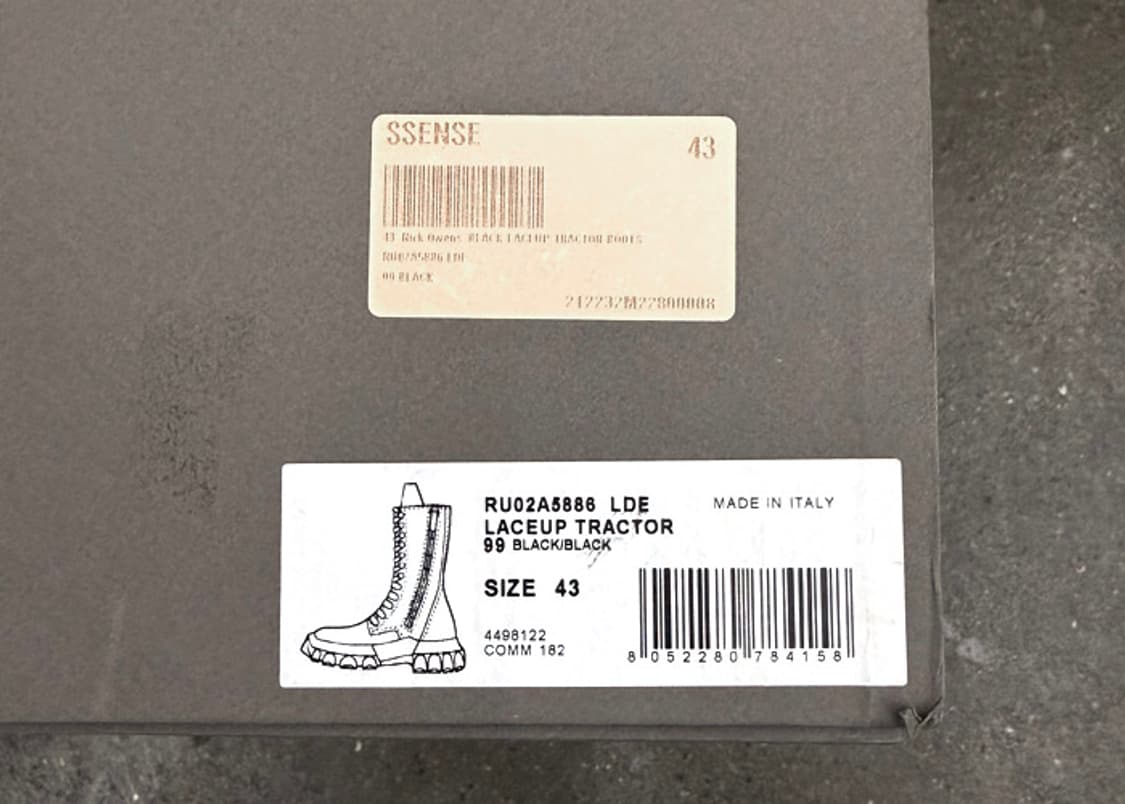 SSENSE
43
43 Rick Owens BLACK LACEUP TRACTOR BOOTS
RU02A5886 LDE
99 BLACK
212232M22800008
RU02A5886 LDE
MADE IN ITALY
LACEUP TRACTOR
99 BLACK/BLACK
SIZE 43
4498122
COMM 182
8 052280 784158